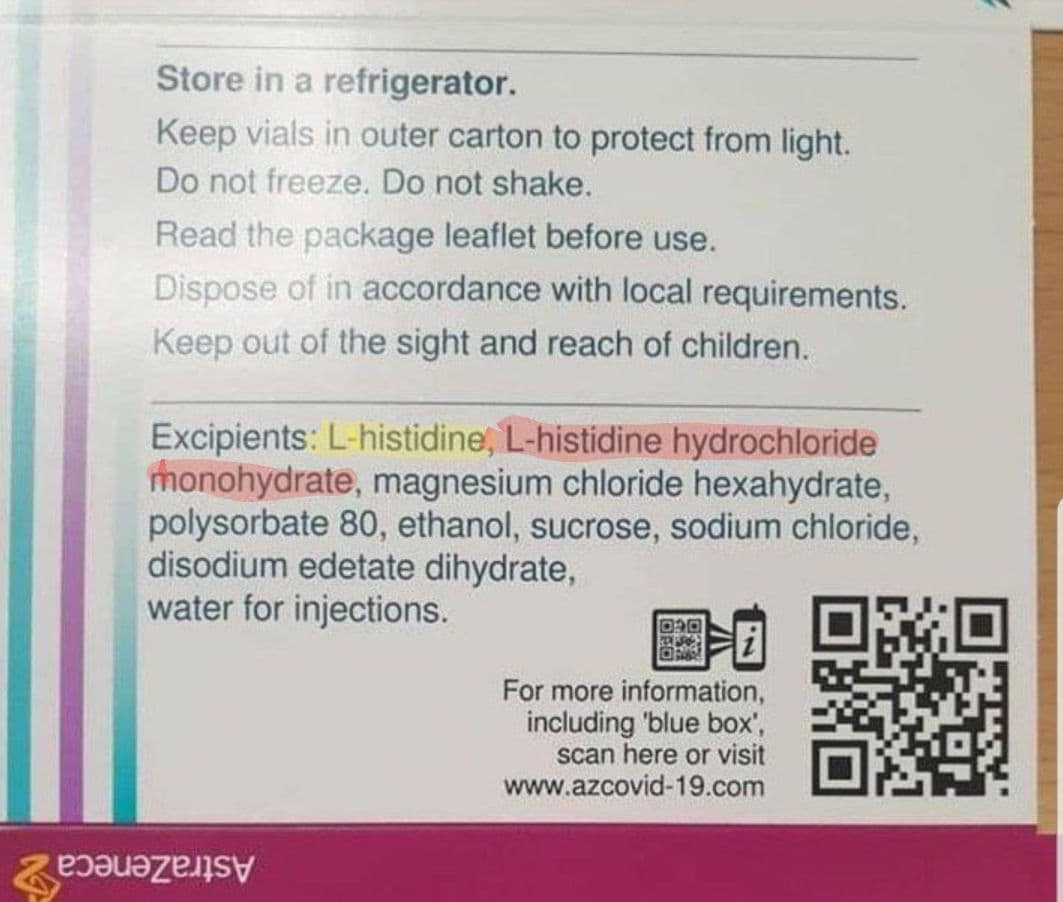 Store in a refrigerator.
Keep vials in outer carton to protect from light.
Do not freeze. Do not shake.
Read the package leaflet before use.
Dispose of in accordance with local requirements.
Keep out of the sight and reach of children.
Excipients: L-histidine, L-histidine hydrochloride
monohydrate, magnesium chloride hexahydrate,
polysorbate 80, ethanol, sucrose, sodium chloride,
disodium edetate dihydrate,
water for injections.
i
For more information,
including 'blue box',
scan here or visit
www.azcovid-19.com
AstraZeneca